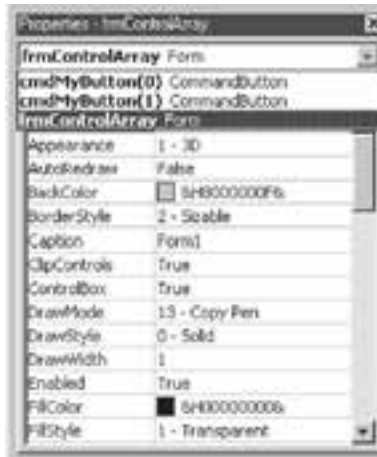 Properties - frmControlArray
frmControlArray Form
cmdMyButton(0) CommandButton
cmdMyButton(1) CommandButton
frmControlArray Form
Appearance 1 - 3D
AutoRedraw False
BackColor &H8000000F&
BorderStyle 2 - Sizable
Caption Form1
ClipControls True
ControlBox True
DrawMode 13 - Copy Pen
DrawStyle 0 - Solid
DrawWidth 1
Enabled True
FillColor &H00000000&
FillStyle 1 - Transparent